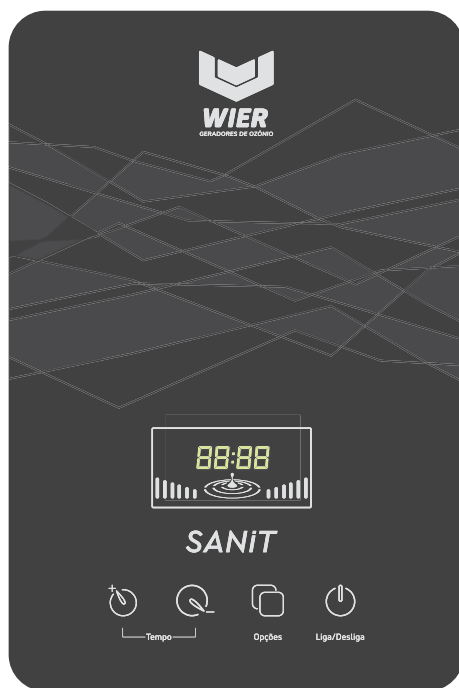 WIER
GERADORES DE OZÔNIO
88:88
SANiT
Tempo
Opções
Liga/Desliga